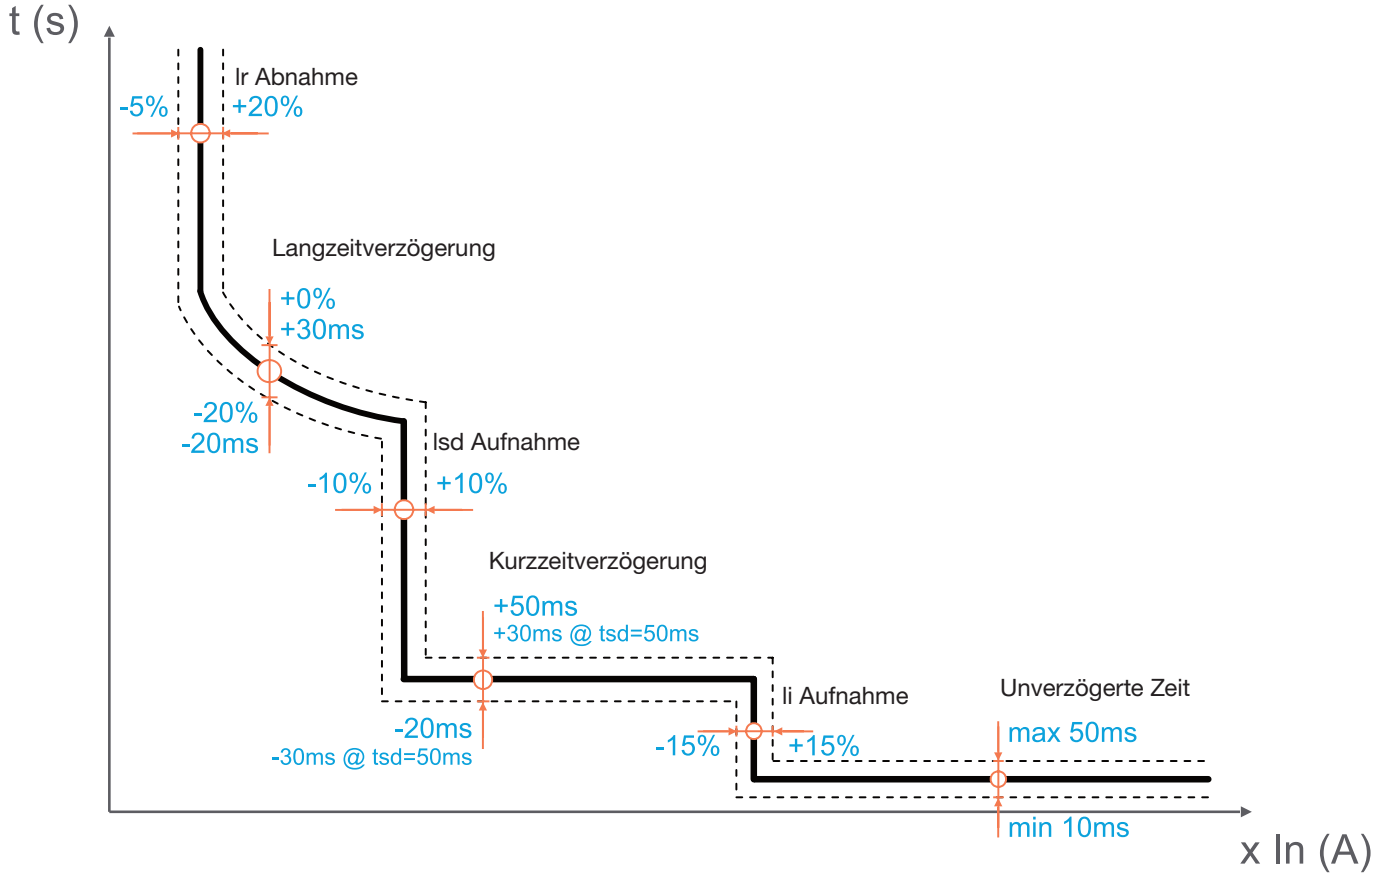 t (s)
Ir Abnahme
-5%
+20%
Langzeitverzögerung
+0%
+30ms
-20%
-20ms
Isd Aufnahme
-10%
+10%
Kurzzeitverzögerung
+50ms
+30ms @ tsd=50ms
-20ms
-30ms @ tsd=50ms
Ii Aufnahme
-15%
+15%
Unverzögerte Zeit
max 50ms
min 10ms
x In (A)